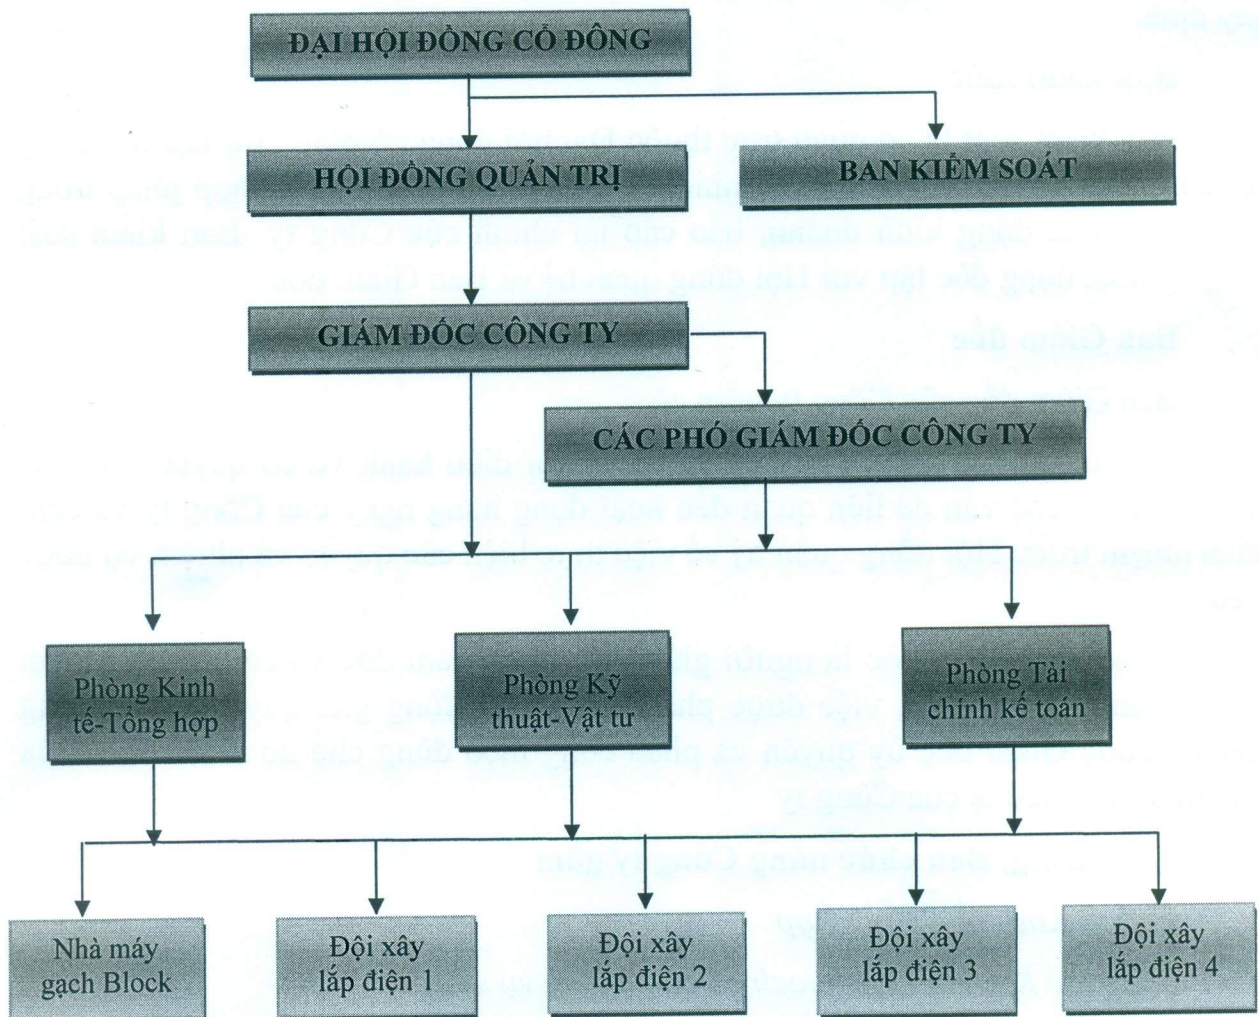 ĐẠI HỘI ĐỒNG CỔ ĐÔNG
HỘI ĐỒNG QUẢN TRỊ
BAN KIỂM SOÁT
GIÁM ĐỐC CÔNG TY
CÁC PHÓ GIÁM ĐỐC CÔNG TY
Phòng Kinh
tế-Tổng hợp
Phòng Kỹ
thuật-Vật tư
Phòng Tài
chính kế toán
Nhà máy
gạch Block
Đội xây
lắp điện 1
Đội xây
lắp điện 2
Đội xây
lắp điện 3
Đội xây
lắp điện 4